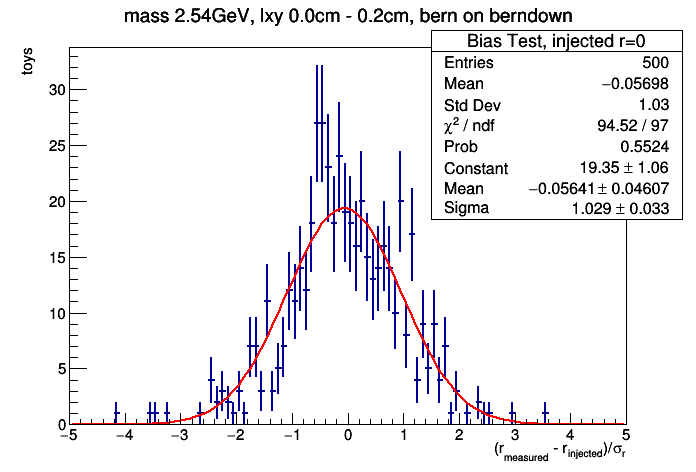 mass 2.54GeV, lxy 0.0cm - 0.2cm, bern on berndown
toys
Bias Test, injected r=0
Entries 500
Mean −0.05698
Std Dev 1.03
χ² / ndf 94.52 / 97
Prob 0.5524
Constant 19.35 ± 1.06
Mean −0.05641 ± 0.04607
Sigma 1.029 ± 0.033
30
25
20
15
10
5
0
−5 −4 −3 −2 −1 0 1 2 3 4 5
(r_measured - r_injected)/σ_r